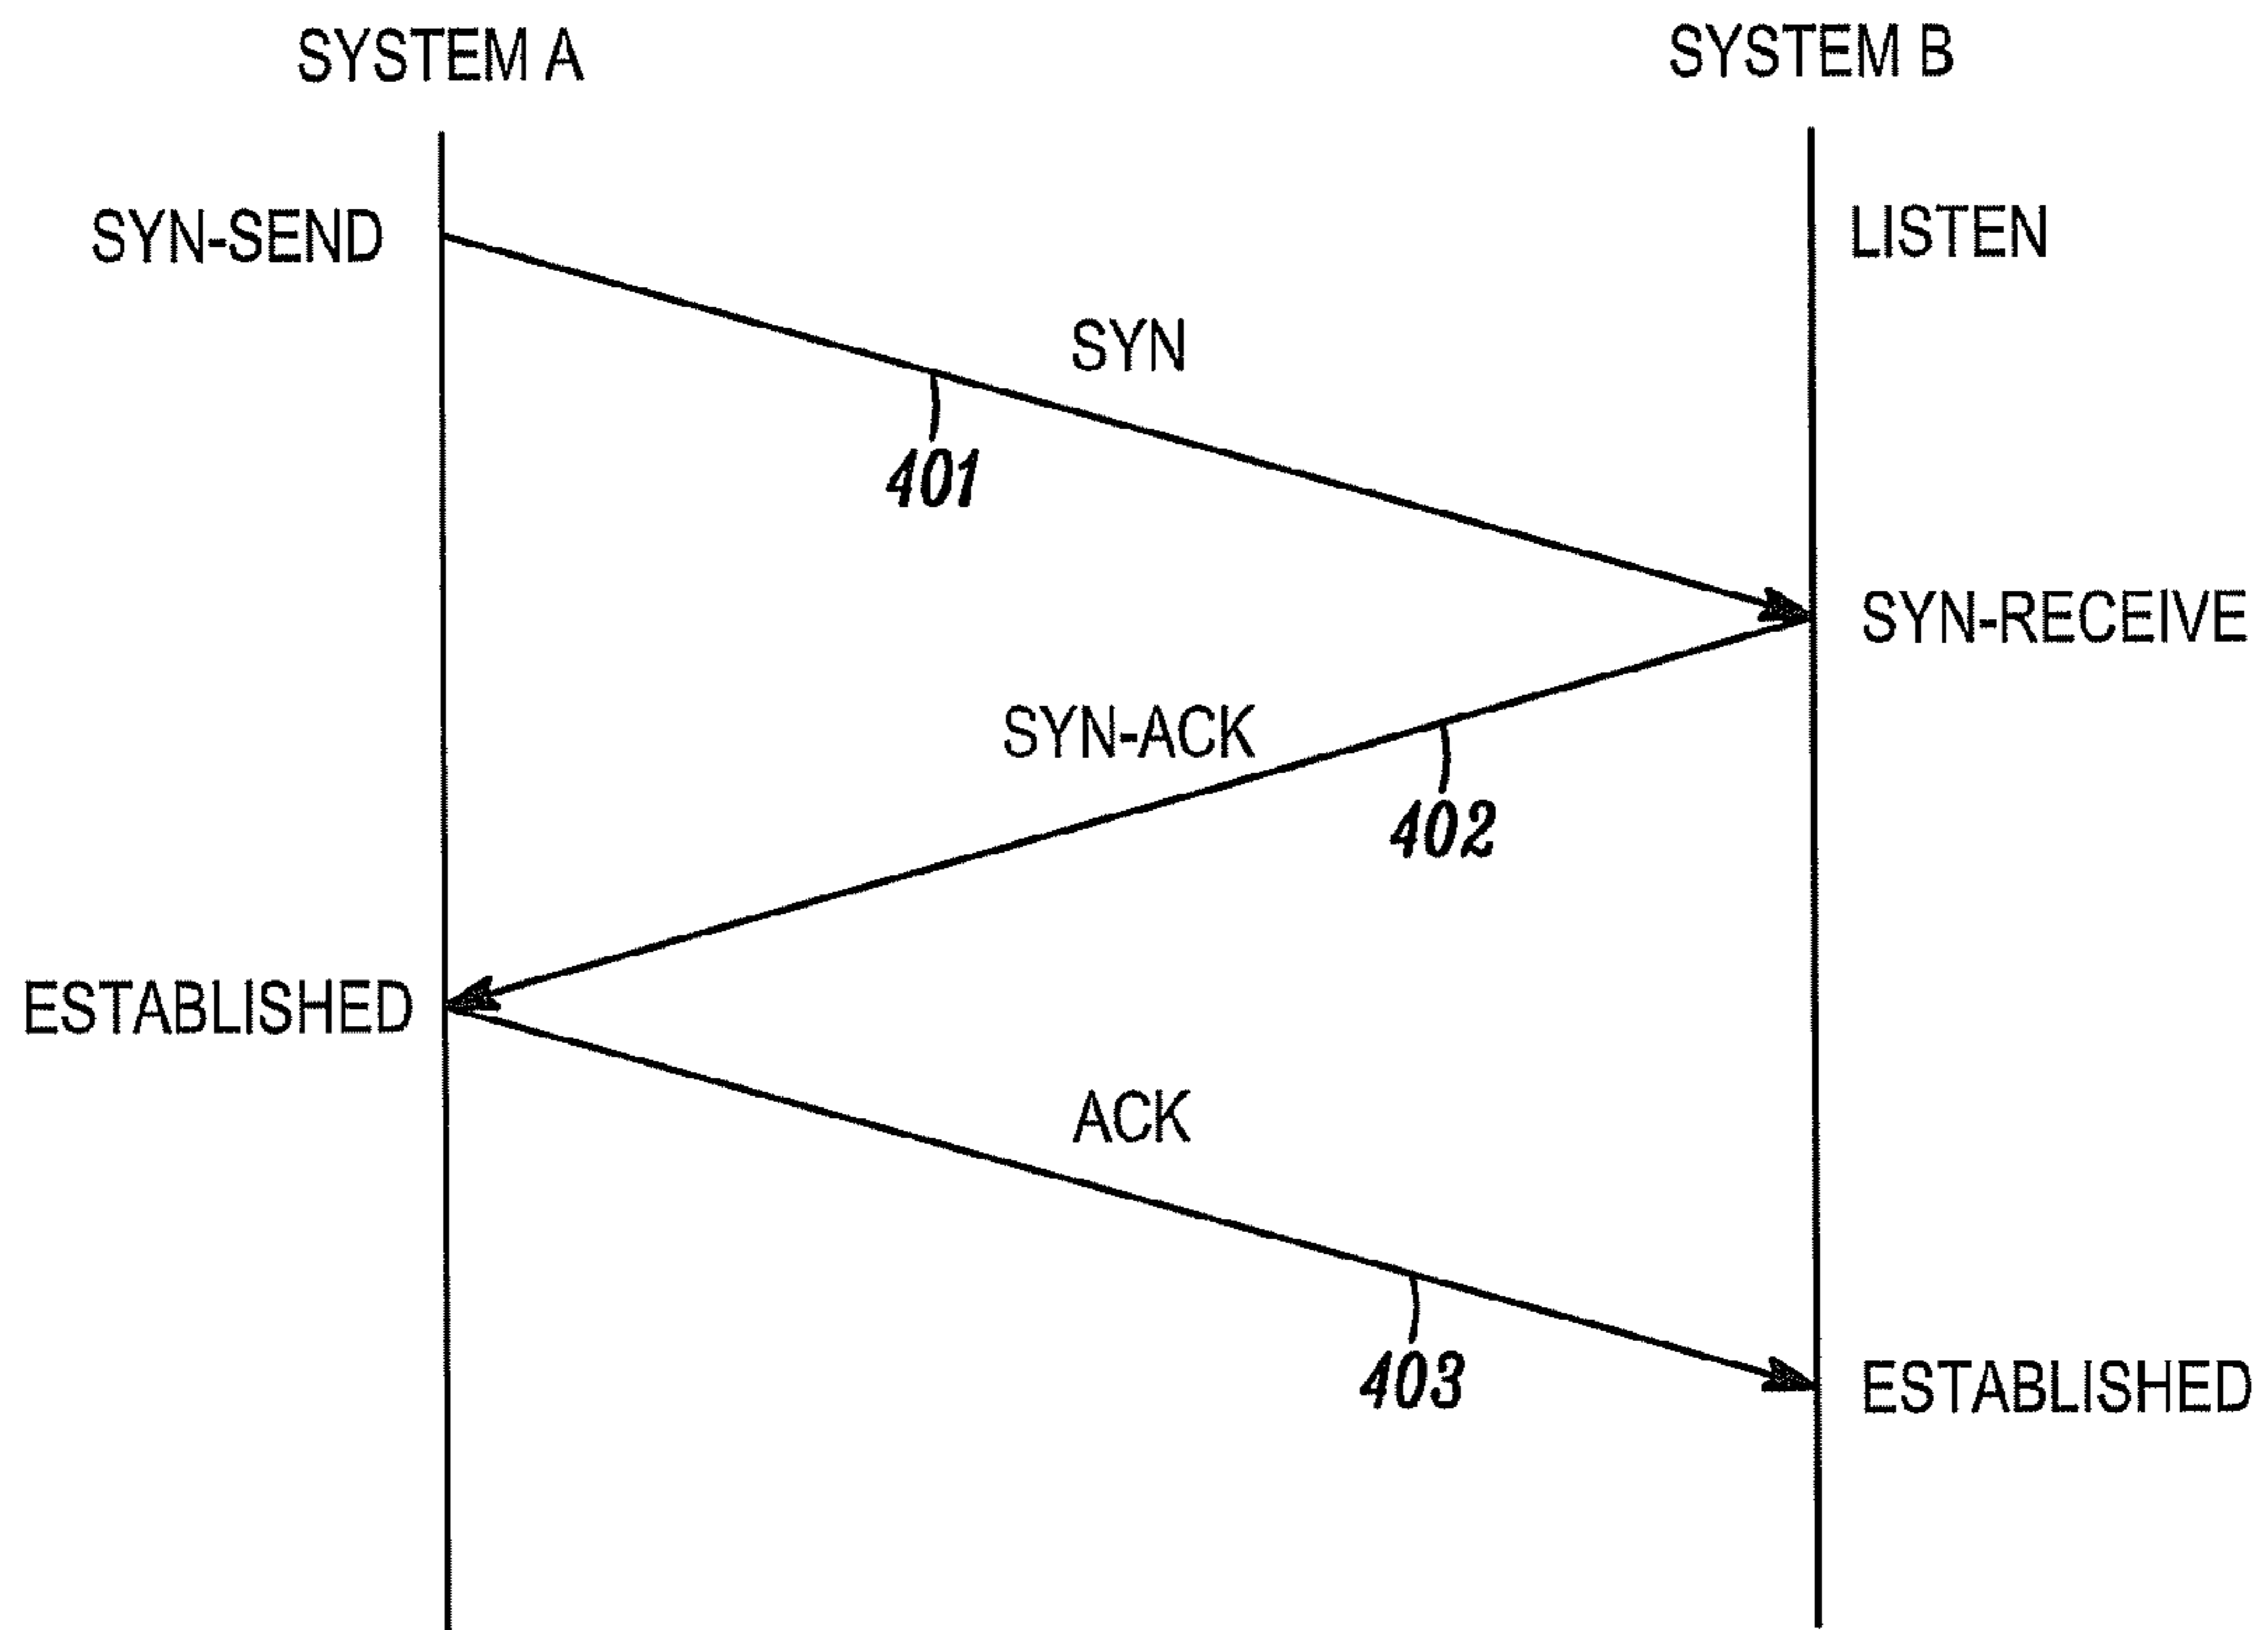 SYSTEM A
SYSTEM B
SYN-SEND
LISTEN
SYN
401
SYN-RECEIVE
SYN-ACK
402
ESTABLISHED
ACK
403
ESTABLISHED